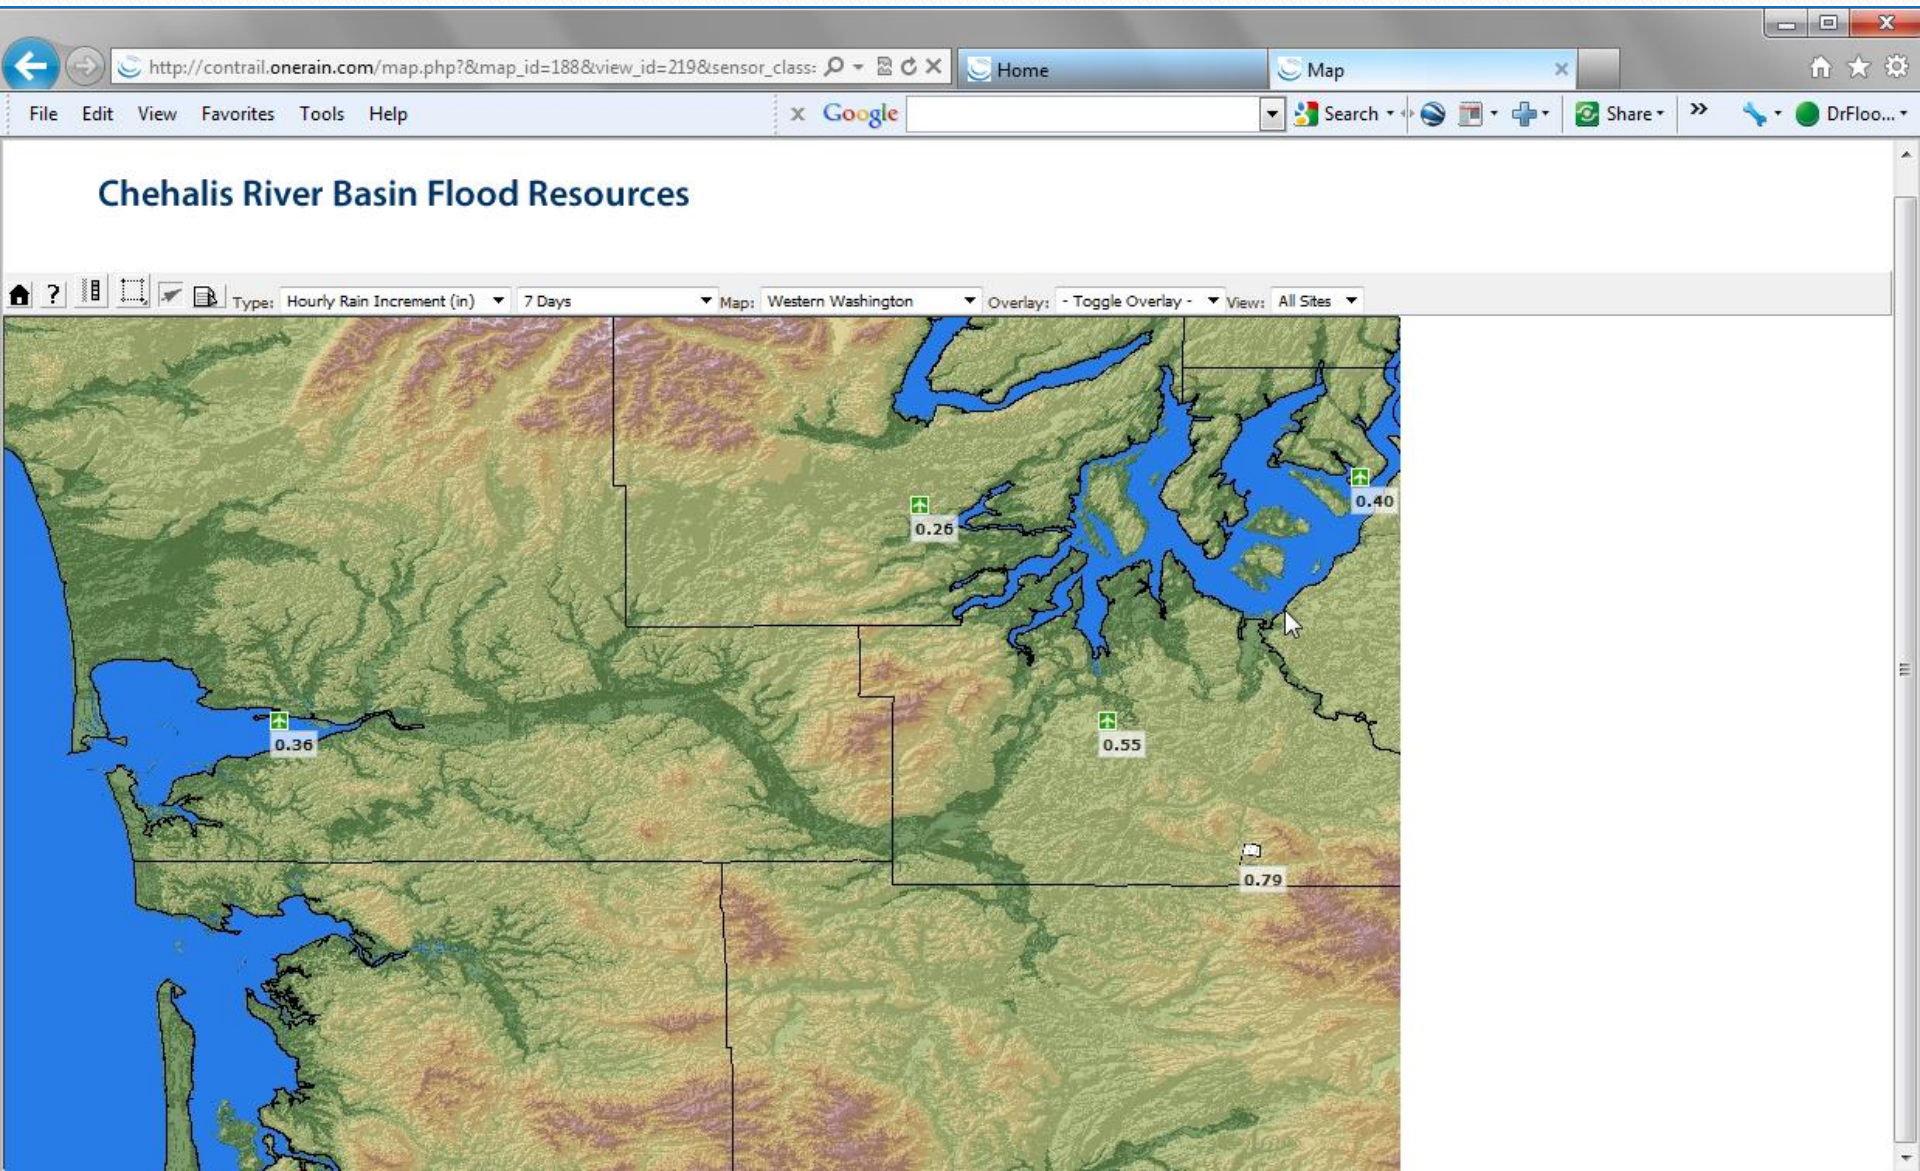 http://contrail.onerain.com/map.php?&map_id=188&view_id=219&sensor_class:
Home
Map
File Edit View Favorites Tools Help
x Google
Search
Share
»
DrFloo...
Chehalis River Basin Flood Resources
?
Type: Hourly Rain Increment (in) 7 Days Map: Western Washington Overlay: - Toggle Overlay - View: All Sites
0.40
0.26
0.36
0.55
0.79